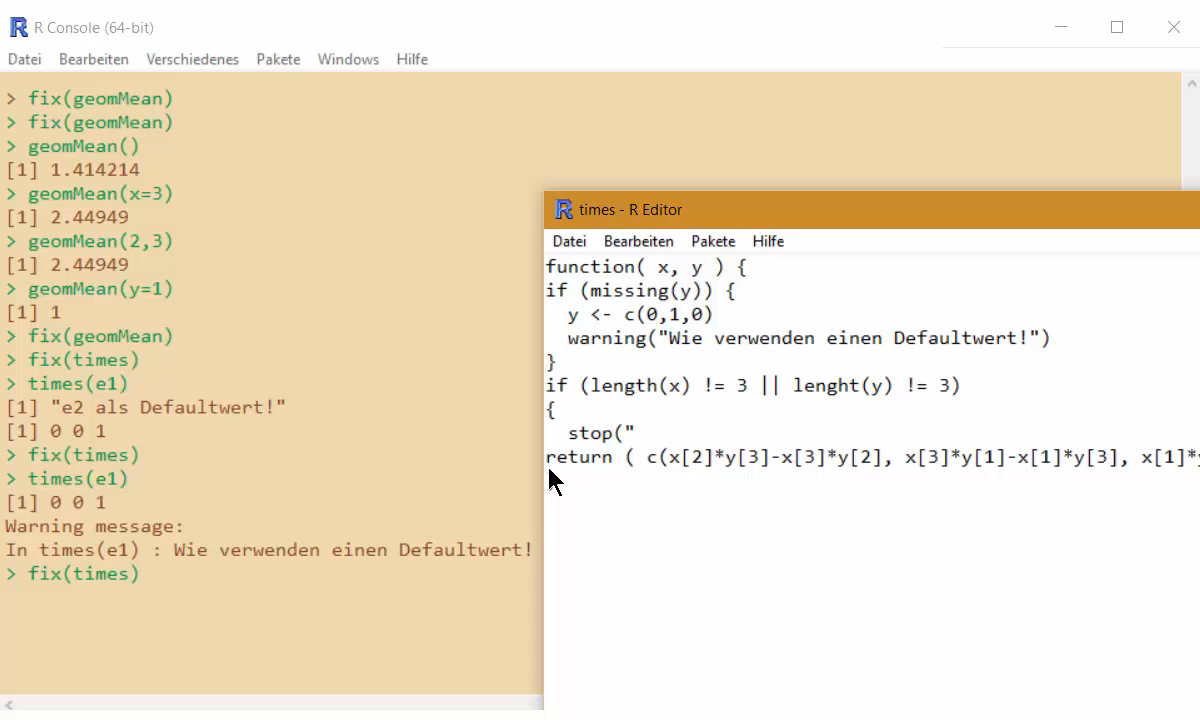 R Console (64-bit)
Datei Bearbeiten Verschiedenes Pakete Windows Hilfe
> fix(geomMean)
> fix(geomMean)
> geomMean()
[1] 1.414214
> geomMean(x=3)
[1] 2.44949
> geomMean(2,3)
[1] 2.44949
> geomMean(y=1)
[1] 1
> fix(geomMean)
> fix(times)
> times(e1)
[1] "e2 als Defaultwert!"
[1] 0 0 1
> fix(times)
> times(e1)
[1] 0 0 1
Warning message:
In times(e1) : Wie verwenden einen Defaultwert!
> fix(times)
times - R Editor
Datei Bearbeiten Pakete Hilfe
function( x, y ) {
if (missing(y)) {
  y <- c(0,1,0)
  warning("Wie verwenden einen Defaultwert!")
}
if (length(x) != 3 || lenght(y) != 3)
{
  stop("
return ( c(x[2]*y[3]-x[3]*y[2], x[3]*y[1]-x[1]*y[3], x[1]*y